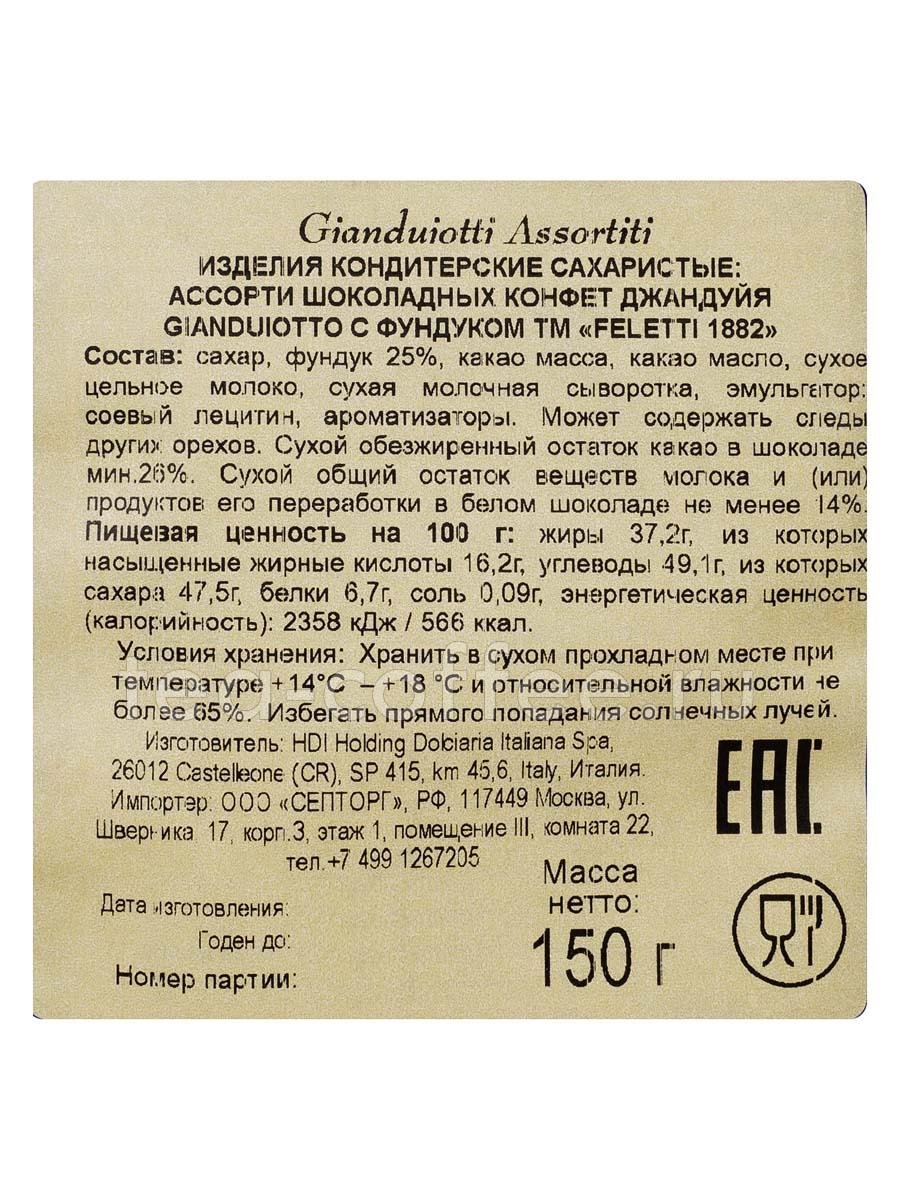 Gianduiotti Assortiti
ИЗДЕЛИЯ КОНДИТЕРСКИЕ САХАРИСТЫЕ:
АССОРТИ ШОКОЛАДНЫХ КОНФЕТ ДЖАНДУЙЯ
GIANDUIOTTO С ФУНДУКОМ ТМ «FELETTI 1882»
Состав: сахар, фундук 25%, какао масса, какао масло, сухое
цельное молоко, сухая молочная сыворотка, эмульгатор:
соевый лецитин, ароматизаторы. Может содержать следы
других орехов. Сухой обезжиренный остаток какао в шоколаде
мин.26%. Сухой общий остаток веществ молока и (или)
продуктов его переработки в белом шоколаде не менее 14%.
Пищевая ценность на 100 г: жиры 37,2г, из которых
насыщенные жирные кислоты 16,2г, углеводы 49,1г, из которых
сахара 47,5г, белки 6,7г, соль 0,09г, энергетическая ценность
(калорийность): 2358 кДж / 566 ккал.
Условия хранения: Хранить в сухом прохладном месте при
температуре +14°C – +18 °C и относительной влажности не
более 65%. Избегать прямого попадания солнечных лучей.
Изготовитель: HDI Holding Dolciaria Italiana Spa,
26012 Castelleone (CR), SP 415, km 45,6, Italy, Италия.
Импортер: ООО «СЕПТОРГ», РФ, 117449 Москва, ул.
Шверника, 17, корп.3, этаж 1, помещение III, комната 22,
тел.+7 499 1267205
EAC
Масса
нетто:
150 г
Дата изготовления:
Годен до:
Номер партии: